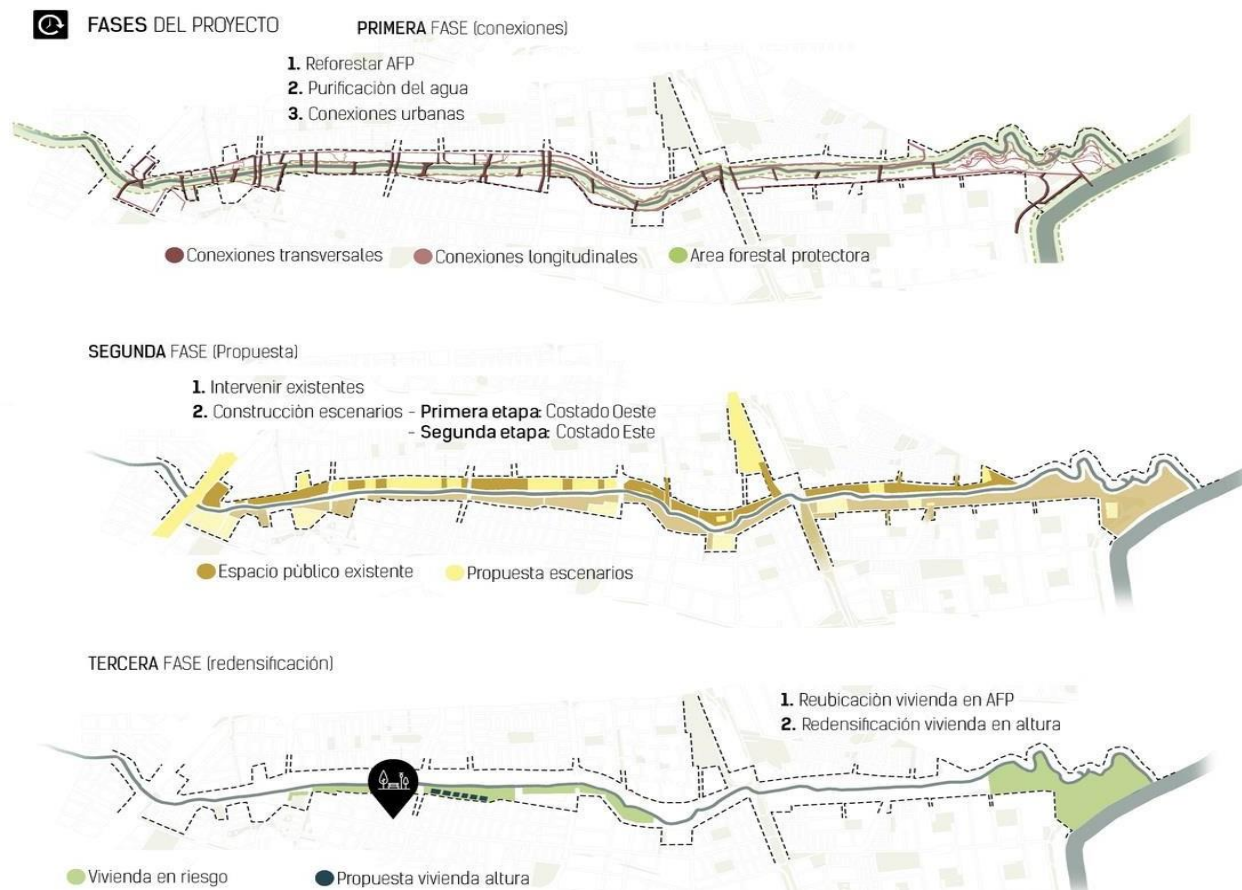 FASES DEL PROYECTO
PRIMERA FASE (conexiones)
1. Reforestar AFP
2. Purificaciòn del agua
3. Conexiones urbanas
Conexiones transversales
Conexiones longitudinales
Area forestal protectora
SEGUNDA FASE (Propuesta)
1. Intervenir existentes
2. Construcciòn escenarios - Primera etapa: Costado Oeste
- Segunda etapa: Costado Este
Espacio pùblico existente
Propuesta escenarios
TERCERA FASE (redensificación)
1. Reubicaciòn vivienda en AFP
2. Redensificación vivienda en altura
Vivienda en riesgo
Propuesta vivienda altura